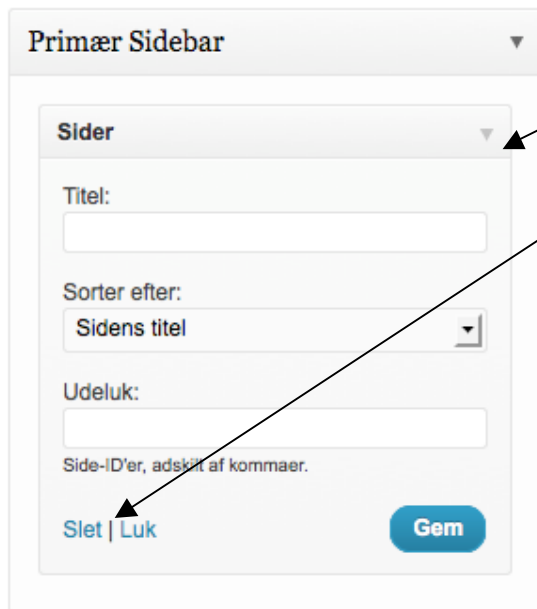 Primær Sidebar
Sider
Titel:
Sorter efter:
Sidens titel
Udeluk:
Side-ID'er, adskilt af kommaer.
Slet | Luk
Gem